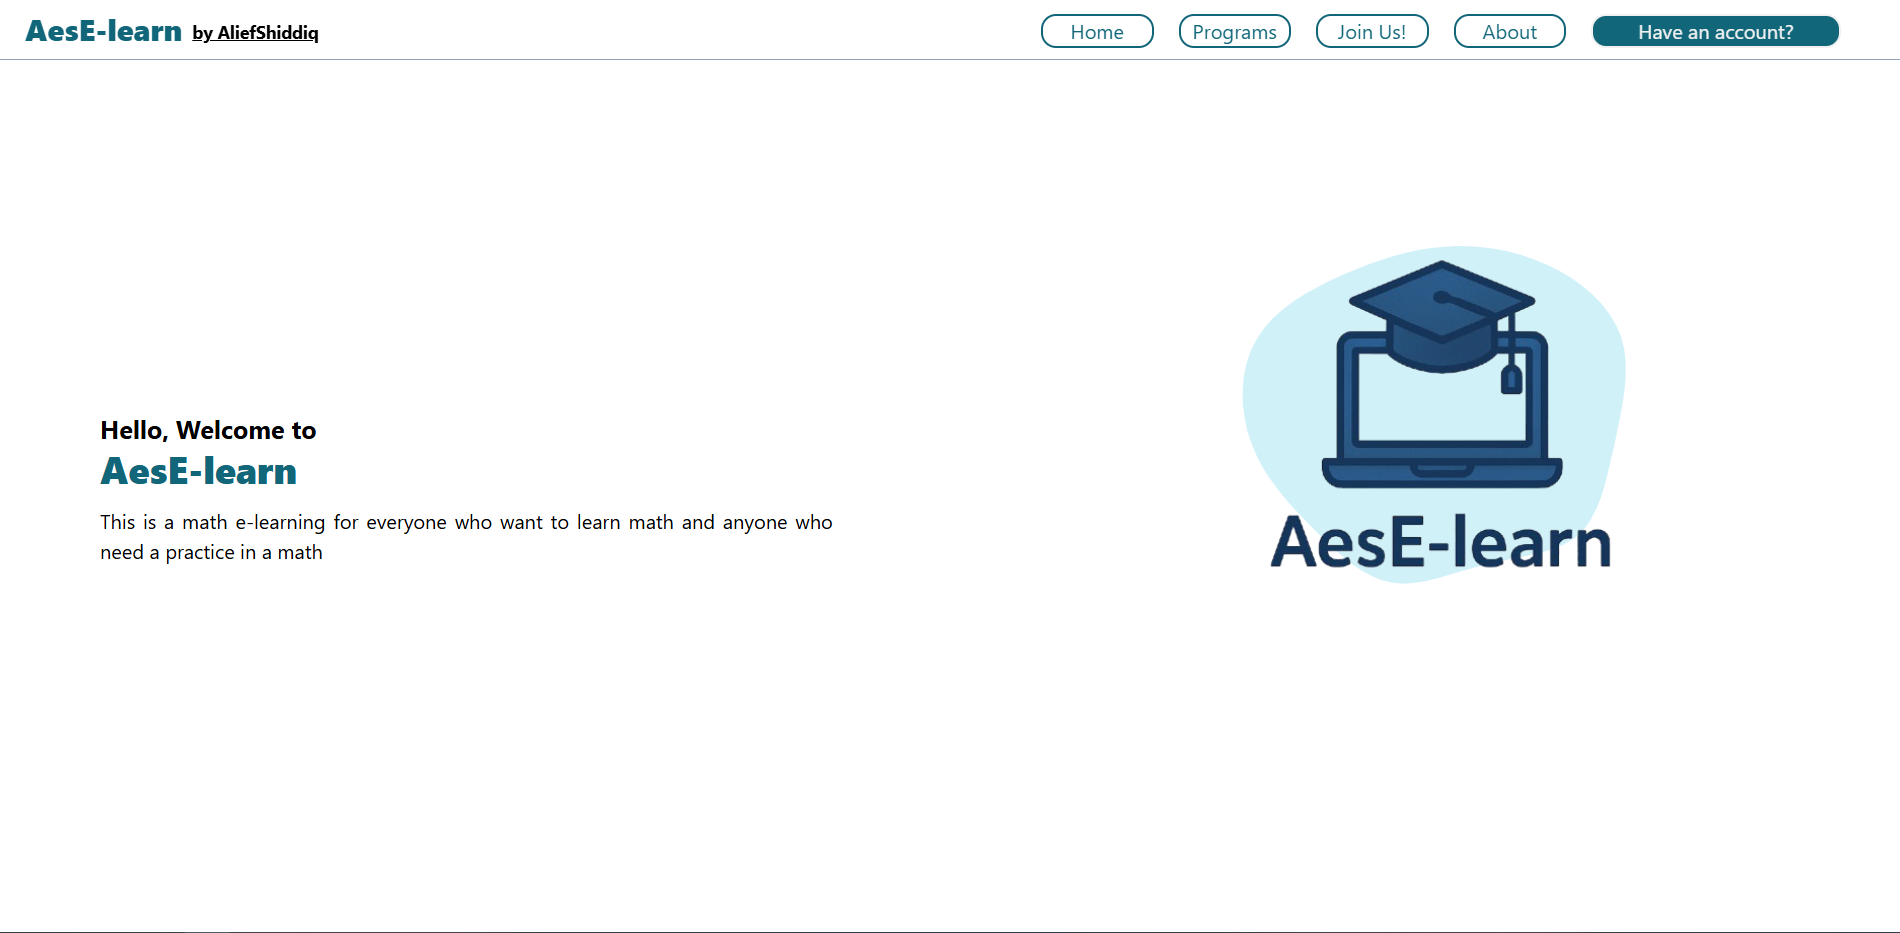 AesE-learn by AliefShiddiq
Home
Programs
Join Us!
About
Have an account?
Hello, Welcome to
AesE-learn
This is a math e-learning for everyone who want to learn math and anyone who
need a practice in a math
AesE-learn